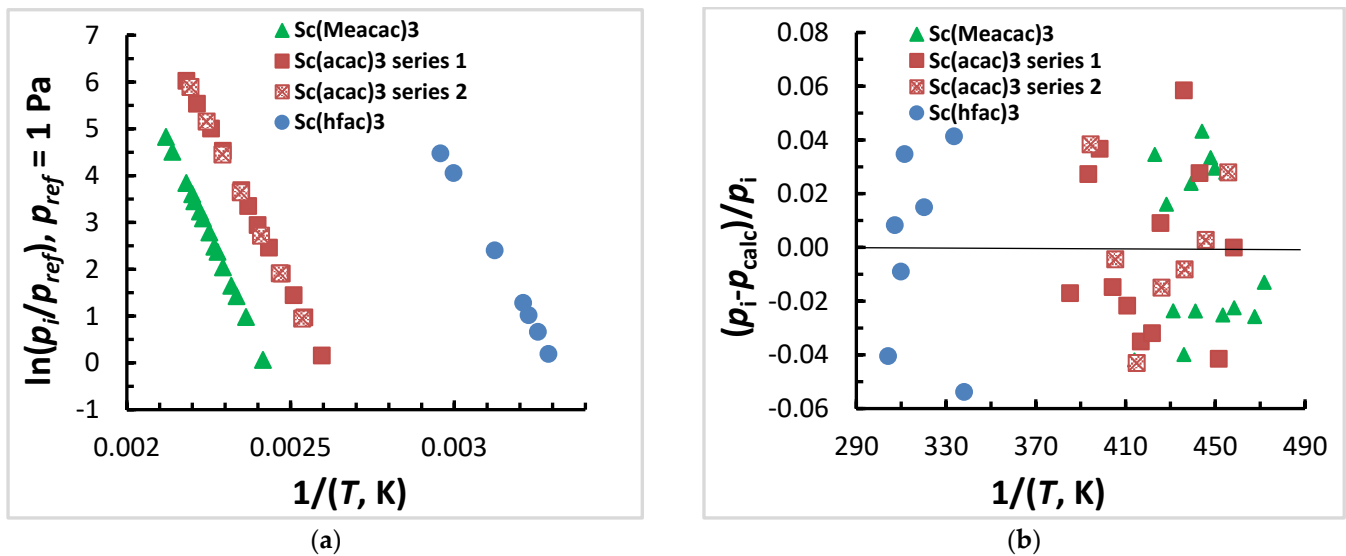 7
6
5
4
3
2
1
0
-1
0.002
0.0025
0.003
ln(pi/pref), pref = 1 Pa
1/(T, K)
Sc(Meacac)3
Sc(acac)3 series 1
Sc(acac)3 series 2
Sc(hfac)3
(a)
0.08
0.06
0.04
0.02
0.00
-0.02
-0.04
-0.06
290
330
370
410
450
490
(pi-pcalc)/pi
1/(T, K)
Sc(Meacac)3
Sc(acac)3 series 1
Sc(acac)3 series 2
Sc(hfac)3
(b)